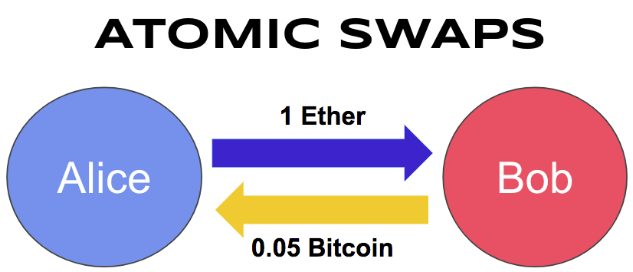 ATOMIC SWAPS
1 Ether
Alice
Bob
0.05 Bitcoin